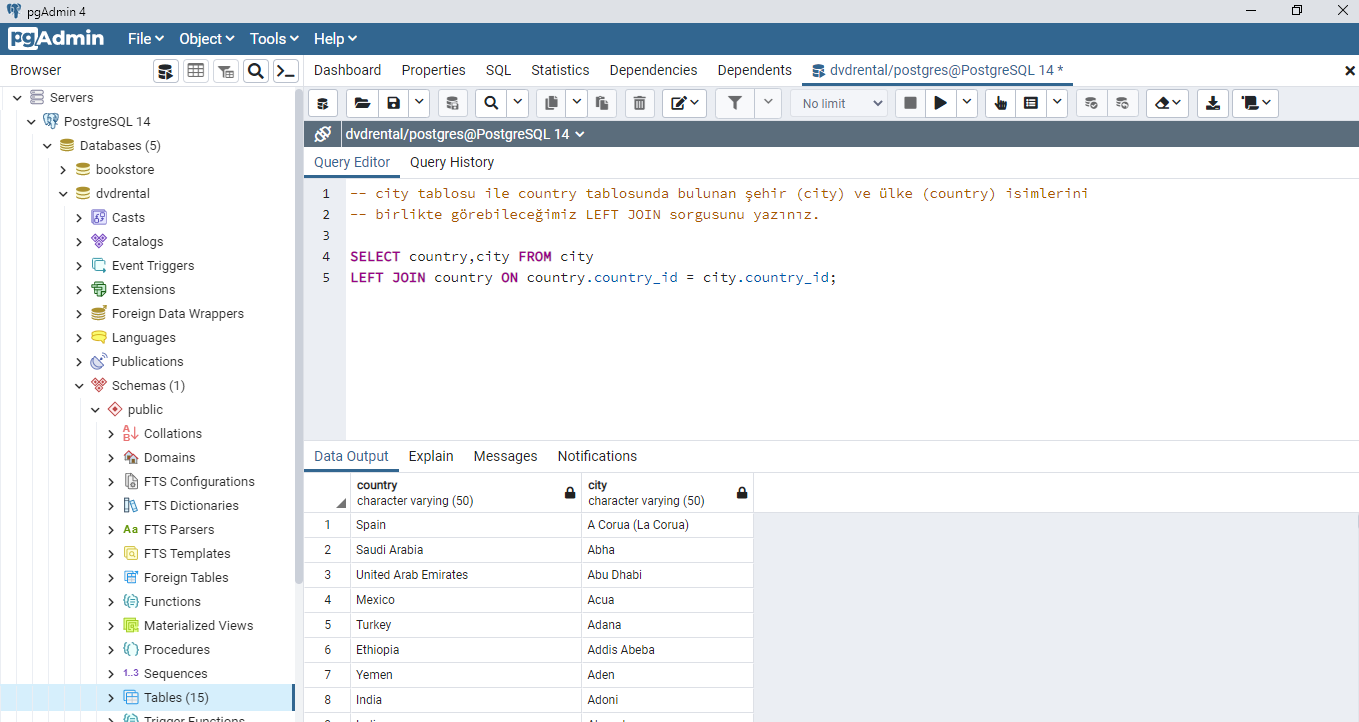 pgAdmin 4
pgAdmin File Object Tools Help
Browser
Dashboard Properties SQL Statistics Dependencies Dependents dvdrental/postgres@PostgreSQL 14 *
No limit
dvdrental/postgres@PostgreSQL 14
Query Editor Query History
Servers
PostgreSQL 14
Databases (5)
bookstore
dvdrental
Casts
Catalogs
Event Triggers
Extensions
Foreign Data Wrappers
Languages
Publications
Schemas (1)
public
Collations
Domains
FTS Configurations
FTS Dictionaries
Aa FTS Parsers
FTS Templates
Foreign Tables
Functions
Materialized Views
Procedures
1..3 Sequences
Tables (15)
Trigger Functions
1 -- city tablosu ile country tablosunda bulunan şehir (city) ve ülke (country) isimlerini
2 -- birlikte görebileceğimiz LEFT JOIN sorgusunu yazınız.
3
4 SELECT country,city FROM city
5 LEFT JOIN country ON country.country_id = city.country_id;
Data Output Explain Messages Notifications
country city
character varying (50) character varying (50)
1 Spain A Corua (La Corua)
2 Saudi Arabia Abha
3 United Arab Emirates Abu Dhabi
4 Mexico Acua
5 Turkey Adana
6 Ethiopia Addis Abeba
7 Yemen Aden
8 India Adoni